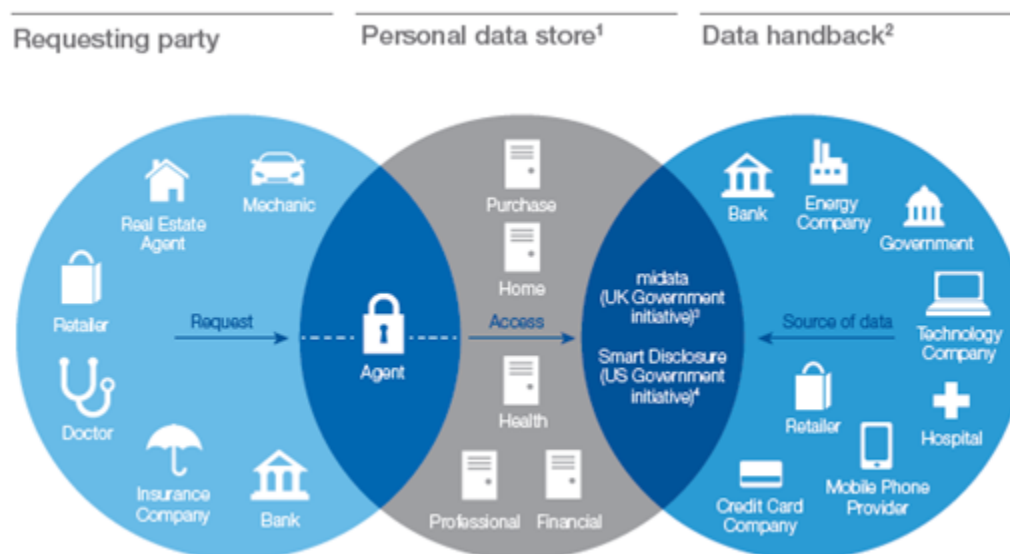 Requesting party
Personal data store¹
Data handback²
Mechanic
Real Estate
Agent
Retailer
Request
Doctor
Insurance
Company
Bank
Agent
Purchase
Home
Access
Health
Professional
Financial
midata
(UK Government
initiative)³
Smart Disclosure
(US Government
initiative)⁴
Bank
Energy
Company
Government
Source of data
Technology
Company
Retailer
Hospital
Mobile Phone
Provider
Credit Card
Company